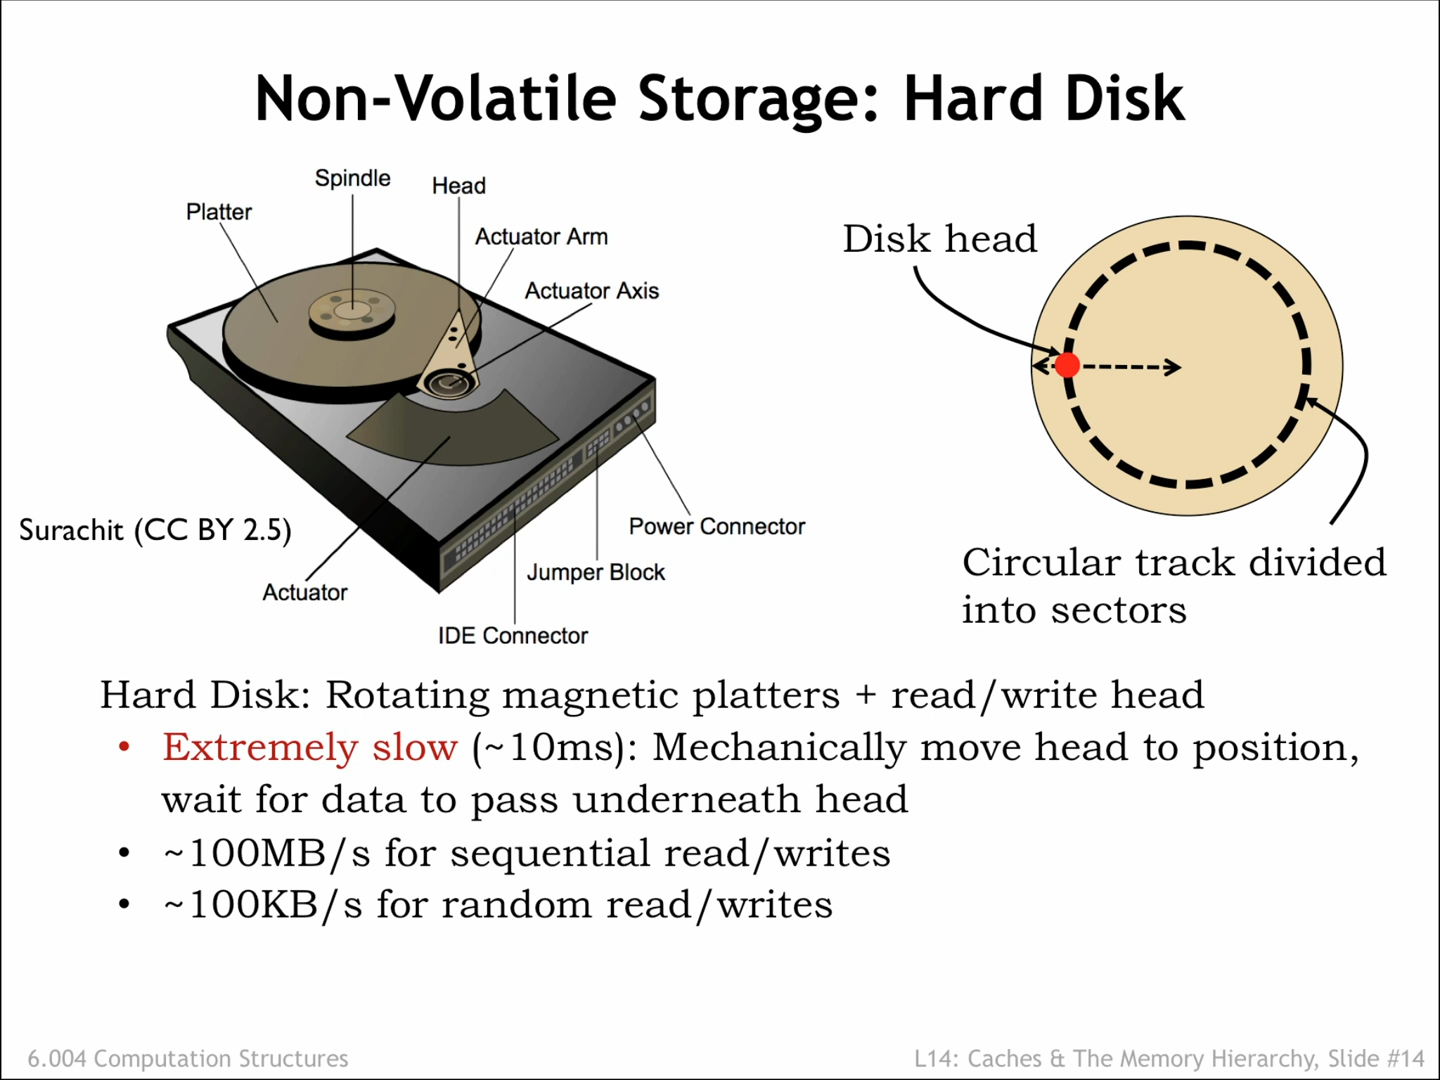 Non-Volatile Storage: Hard Disk
Spindle
Head
Platter
Actuator Arm
Actuator Axis
Power Connector
Jumper Block
IDE Connector
Actuator
Surachit (CC BY 2.5)
Disk head
Circular track divided
into sectors
Hard Disk: Rotating magnetic platters + read/write head
• Extremely slow (~10ms): Mechanically move head to position,
wait for data to pass underneath head
• ~100MB/s for sequential read/writes
• ~100KB/s for random read/writes
6.004 Computation Structures
L14: Caches & The Memory Hierarchy, Slide #14